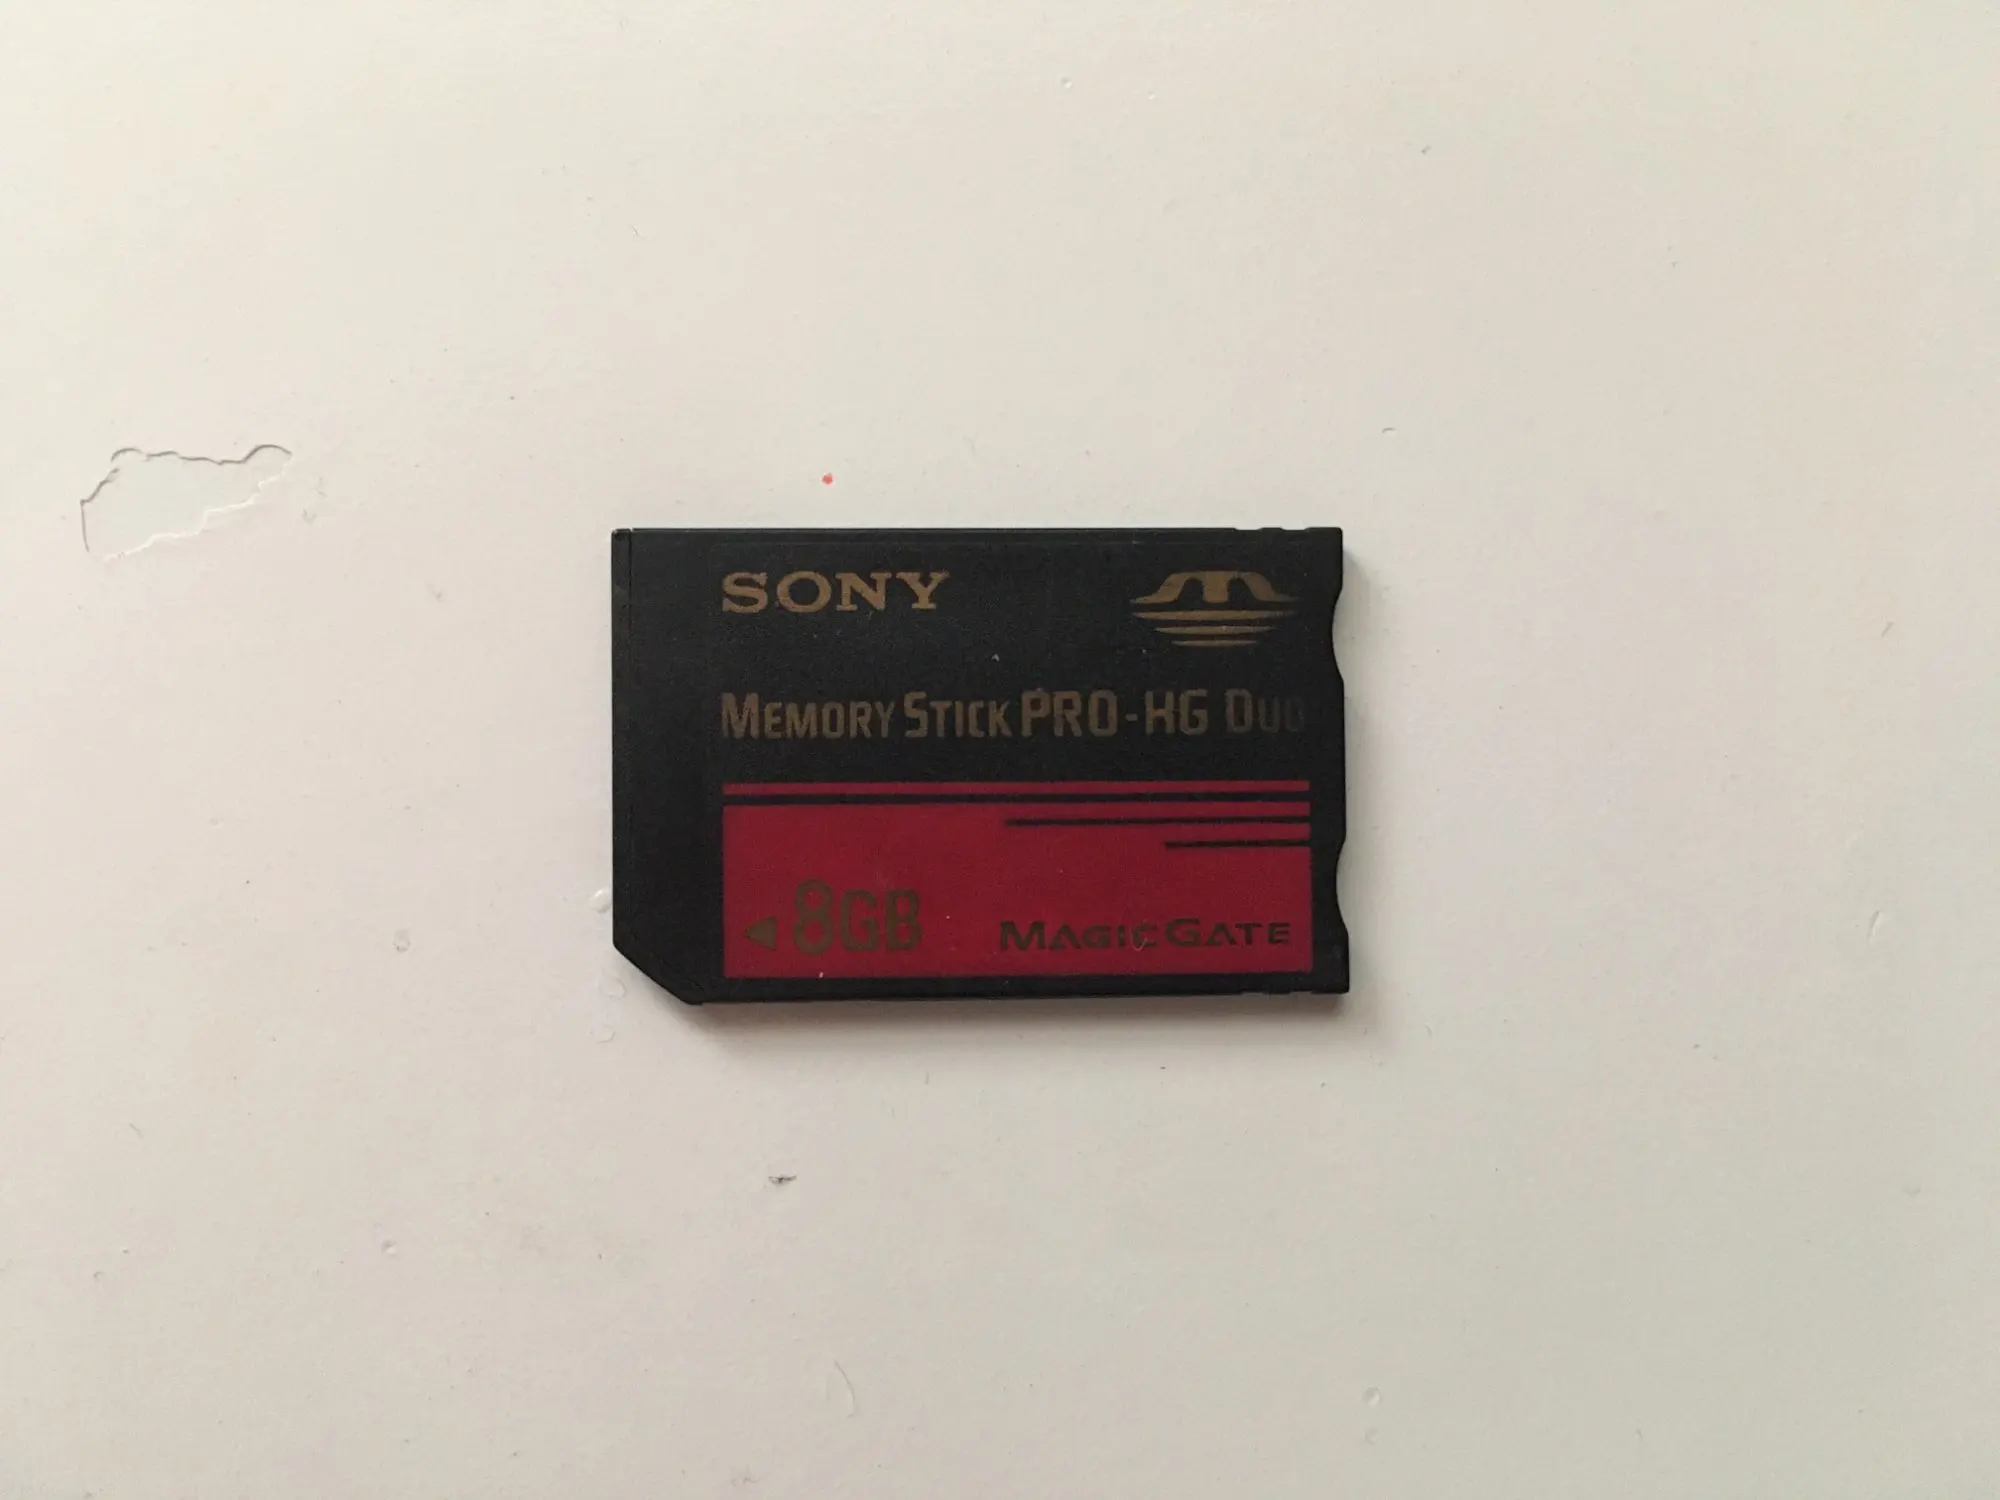 SONY
MEMORY STICK PRO-HG DUO
8GB MAGICGATE